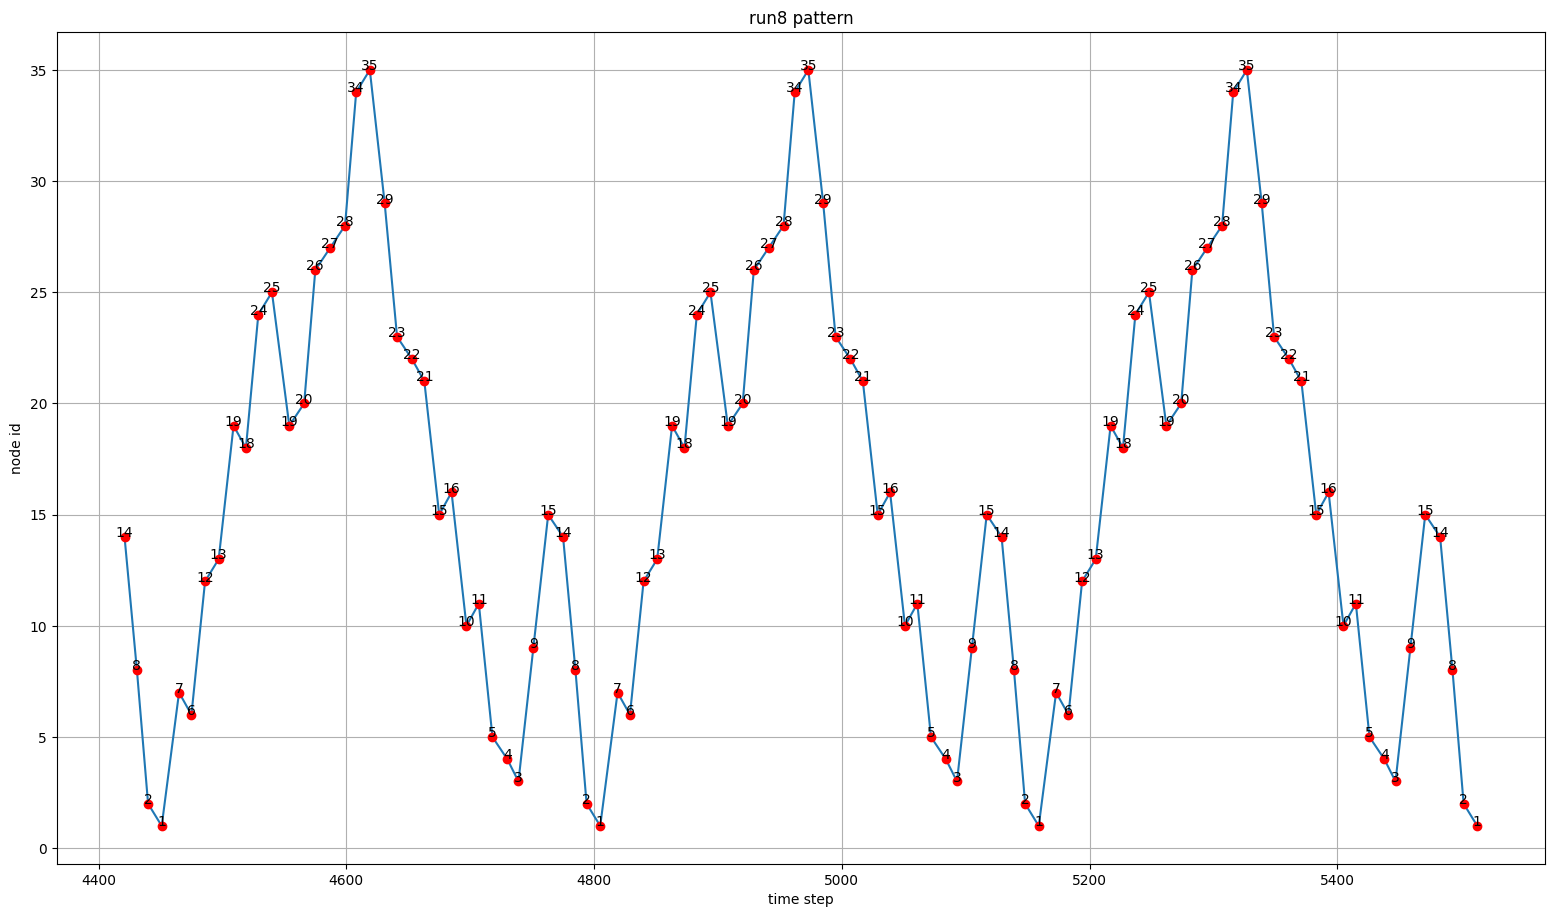 run8 pattern
35 35 35 35
34 34 34
30
29 29 29
28 28 28
27 27 27
26 26 26
25 25 25 25
24 24 24
23 23 23
22 22 22
21 21 21
20 20 20 20
19 19 19 19 19 19
18 18 18
node id
16 16 16
15 15 15 15 15 15 15
14 14 14 14
13 13 13
12 12 12
11 11 11
10 10 10 10
9 9 9
8 8 8 8
7 7 7
6 6 6
5 5 5 5
4 4 4
3 3 3
2 2 2 2
1 1 1 1
0
4400 4600 4800 5000 5200 5400
time step